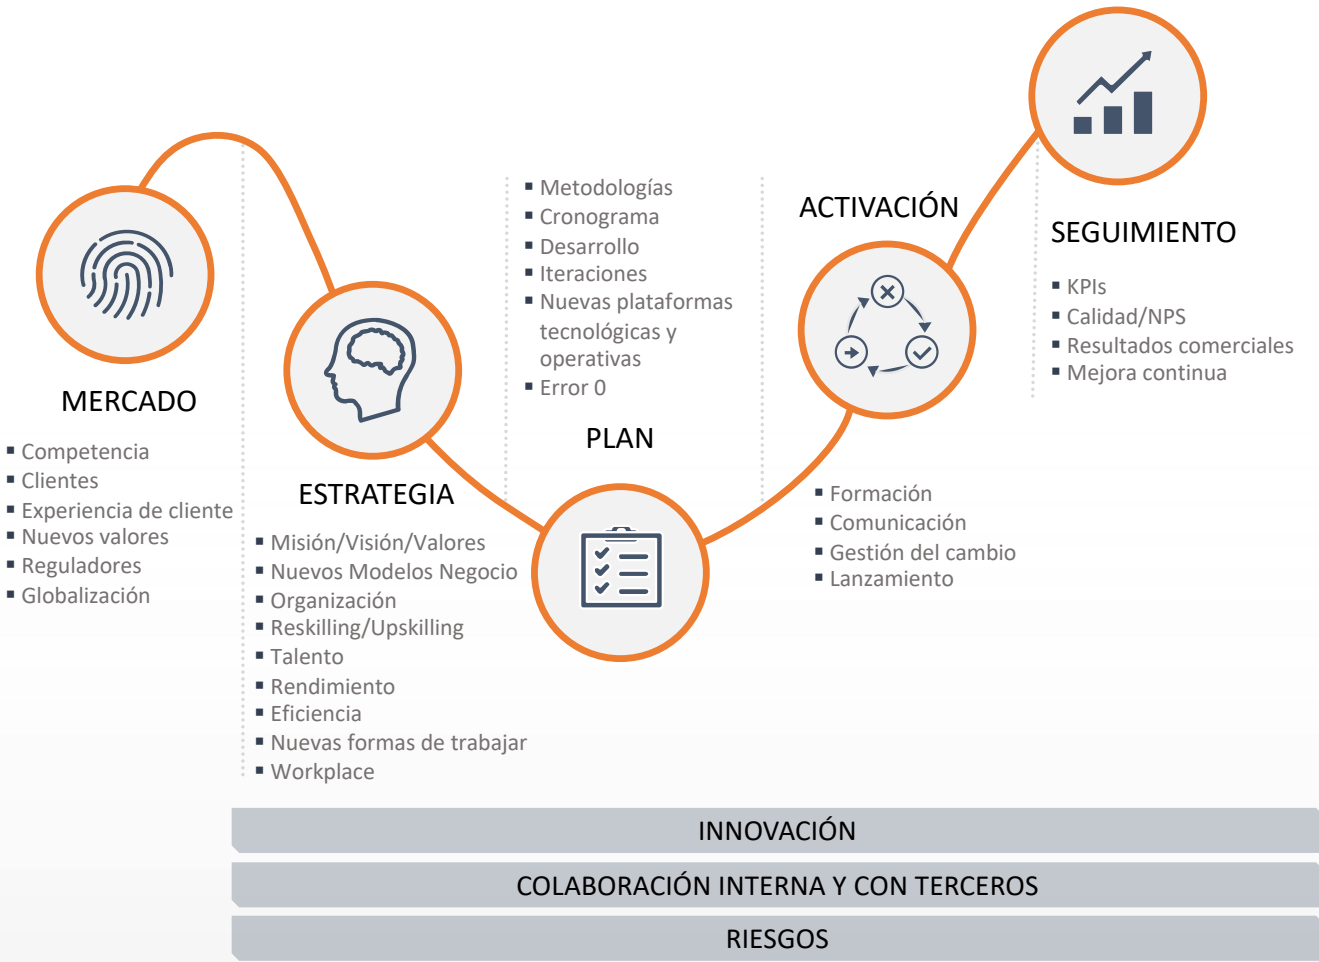 MERCADO
Competencia
Clientes
Experiencia de cliente
Nuevos valores
Reguladores
Globalización
ESTRATEGIA
Misión/Visión/Valores
Nuevos Modelos Negocio
Organización
Reskilling/Upskilling
Talento
Rendimiento
Eficiencia
Nuevas formas de trabajar
Workplace
Metodologías
Cronograma
Desarrollo
Iteraciones
Nuevas plataformas
tecnológicas y
operativas
Error 0
PLAN
ACTIVACIÓN
Formación
Comunicación
Gestión del cambio
Lanzamiento
SEGUIMIENTO
KPIs
Calidad/NPS
Resultados comerciales
Mejora continua
INNOVACIÓN
COLABORACIÓN INTERNA Y CON TERCEROS
RIESGOS